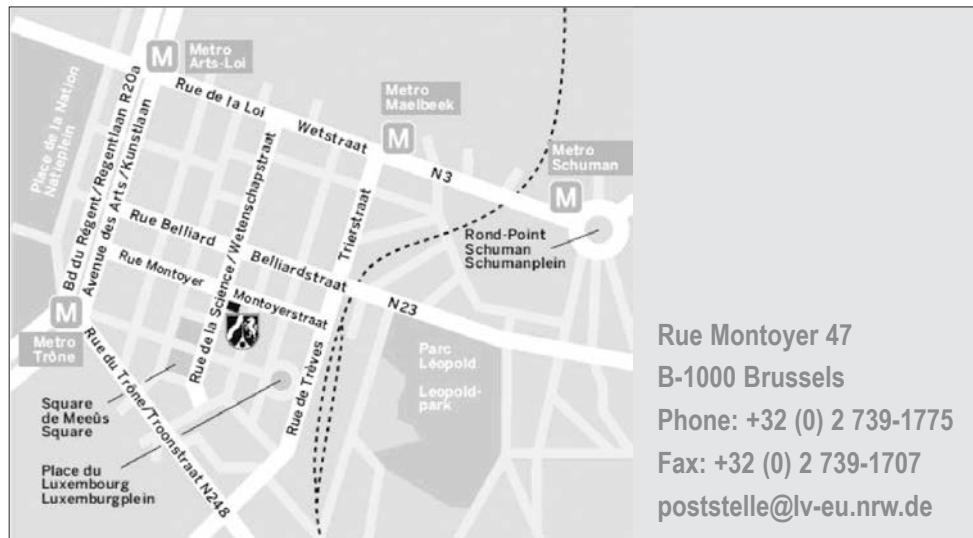 M
Metro
Arts-Loi
Rue de la Loi
Wetstraat
Metro
Maelbeek
M
N3
Metro
Schuman
M
Place de la Nation
Natieplein
Bd du Régent/Regentlaan R20a
Avenue des Arts/Kunstlaan
Rue Belliard
Belliardstraat
N23
Rue Montoyer
Montoyerstraat
Rue de la Science/Wetenschapstraat
Tri​erstraat
Rue de Trèves
Rond-Point
Schuman
Schumanplein
M
Metro
Trône
Rue du Trône/Troonstraat N248
Square
de Meeûs
Square
Place du
Luxembourg
Luxemburgplein
Parc
Léopold
Leopold-
park
Rue Montoyer 47
B-1000 Brussels
Phone: +32 (0) 2 739-1775
Fax: +32 (0) 2 739-1707
poststelle@lv-eu.nrw.de